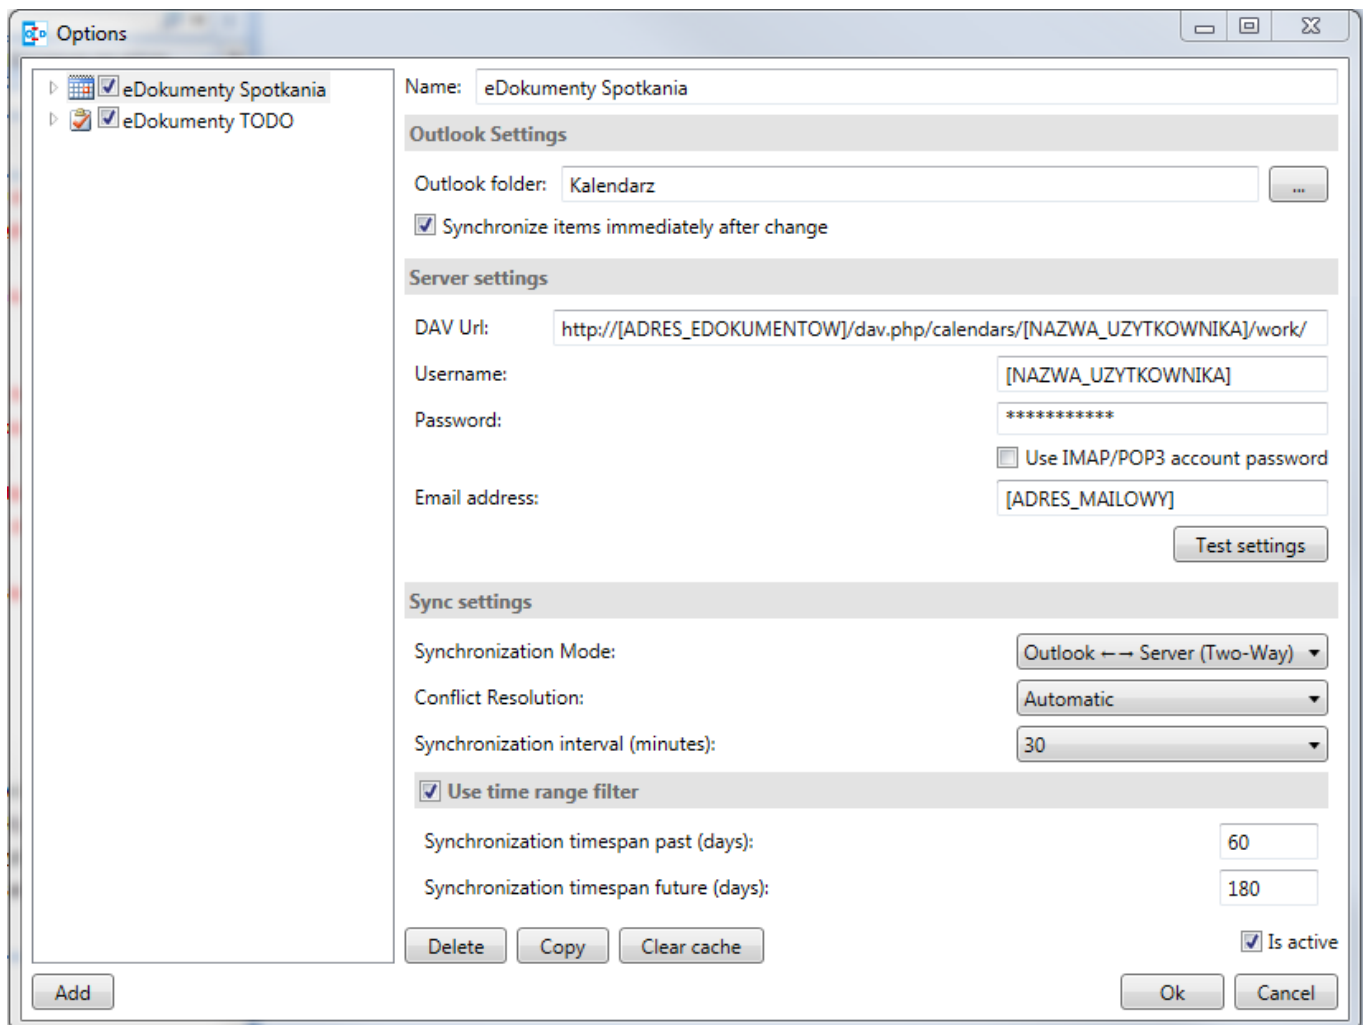 Options
eDokumenty Spotkania
eDokumenty TODO
Name: eDokumenty Spotkania
Outlook Settings
Outlook folder: Kalendarz ...
Synchronize items immediately after change
Server settings
DAV Url: http://[ADRES_EDOKUMENTOW]/dav.php/calendars/[NAZWA_UZYTKOWNIKA]/work/
Username: [NAZWA_UZYTKOWNIKA]
Password: ***********
Use IMAP/POP3 account password
Email address: [ADRES_MAILOWY]
Test settings
Sync settings
Synchronization Mode: Outlook ←→ Server (Two-Way)
Conflict Resolution: Automatic
Synchronization interval (minutes): 30
Use time range filter
Synchronization timespan past (days): 60
Synchronization timespan future (days): 180
Delete Copy Clear cache Is active
Add Ok Cancel